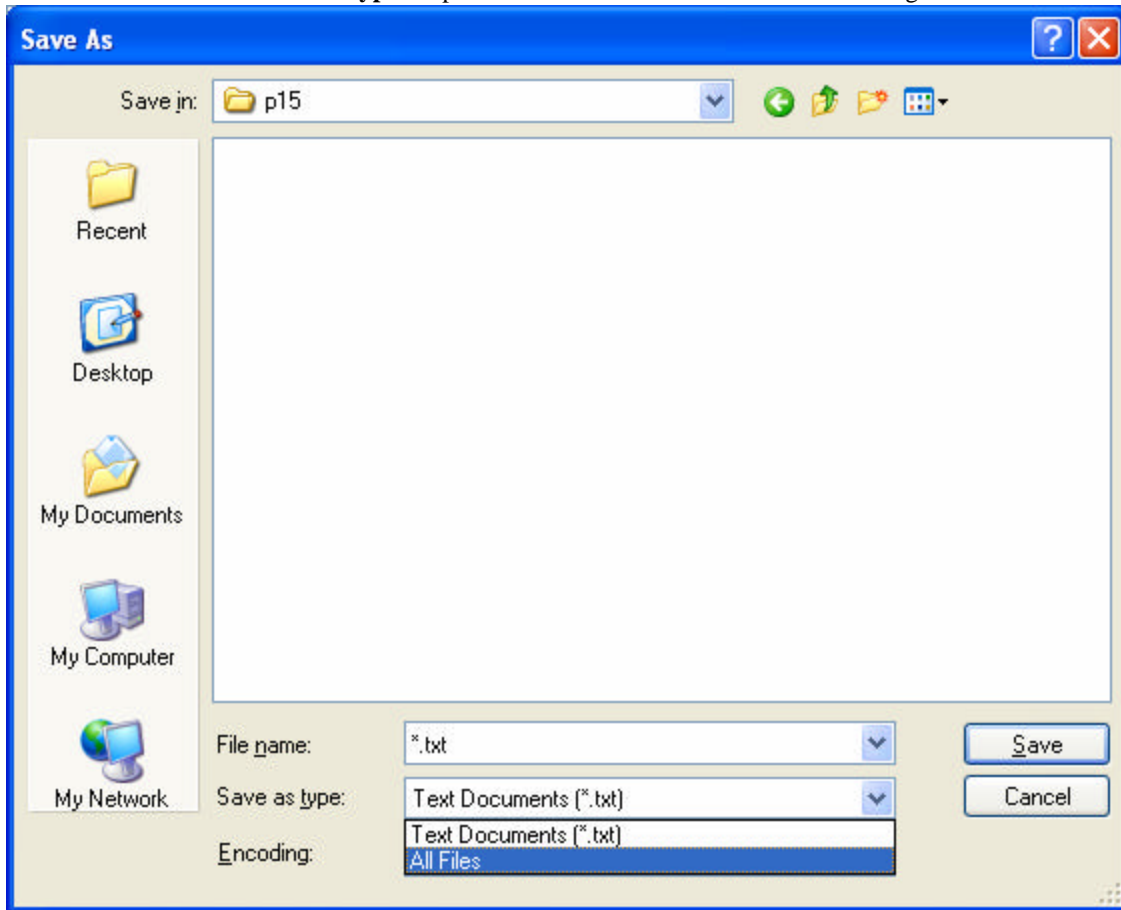 Save As
Save in: p15
Recent
Desktop
My Documents
My Computer
My Network
File name: *.txt Save
Save as type: Text Documents (*.txt) Cancel
Text Documents (*.txt)
Encoding: All Files